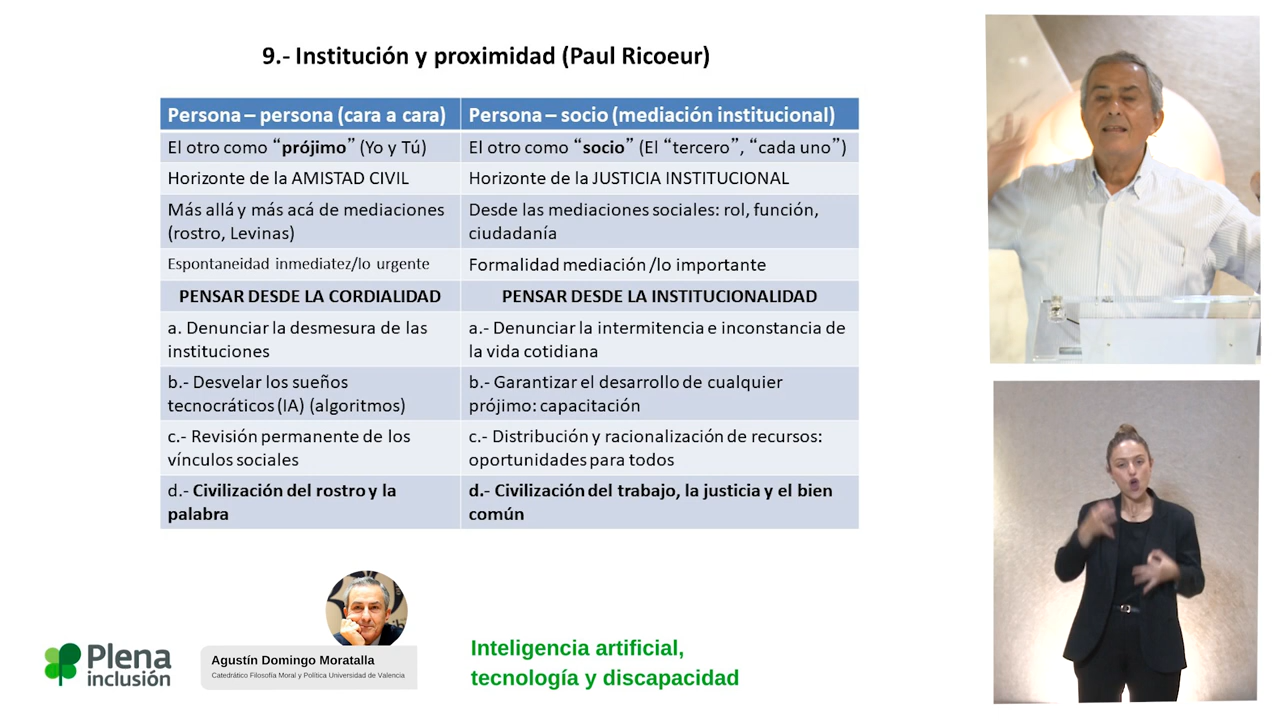 9.- Institución y proximidad (Paul Ricoeur)
Persona – persona (cara a cara)
Persona – socio (mediación institucional)
El otro como “prójimo” (Yo y Tú)
El otro como “socio” (El “tercero”, “cada uno”)
Horizonte de la AMISTAD CIVIL
Horizonte de la JUSTICIA INSTITUCIONAL
Más allá y más acá de mediaciones
(rostro, Levinas)
Desde las mediaciones sociales: rol, función,
ciudadanía
Espontaneidad inmediatez/lo urgente
Formalidad mediación /lo importante
PENSAR DESDE LA CORDIALIDAD
PENSAR DESDE LA INSTITUCIONALIDAD
a. Denunciar la desmesura de las
instituciones
a.- Denunciar la intermitencia e inconstancia de
la vida cotidiana
b.- Desvelar los sueños
tecnocráticos (IA) (algoritmos)
b.- Garantizar el desarrollo de cualquier
prójimo: capacitación
c.- Revisión permanente de los
vínculos sociales
c.- Distribución y racionalización de recursos:
oportunidades para todos
d.- Civilización del rostro y la
palabra
d.- Civilización del trabajo, la justicia y el bien
común
Plena
inclusión
Agustín Domingo Moratalla
Catedrático Filosofía Moral y Política Universidad de Valencia
Inteligencia artificial,
tecnología y discapacidad